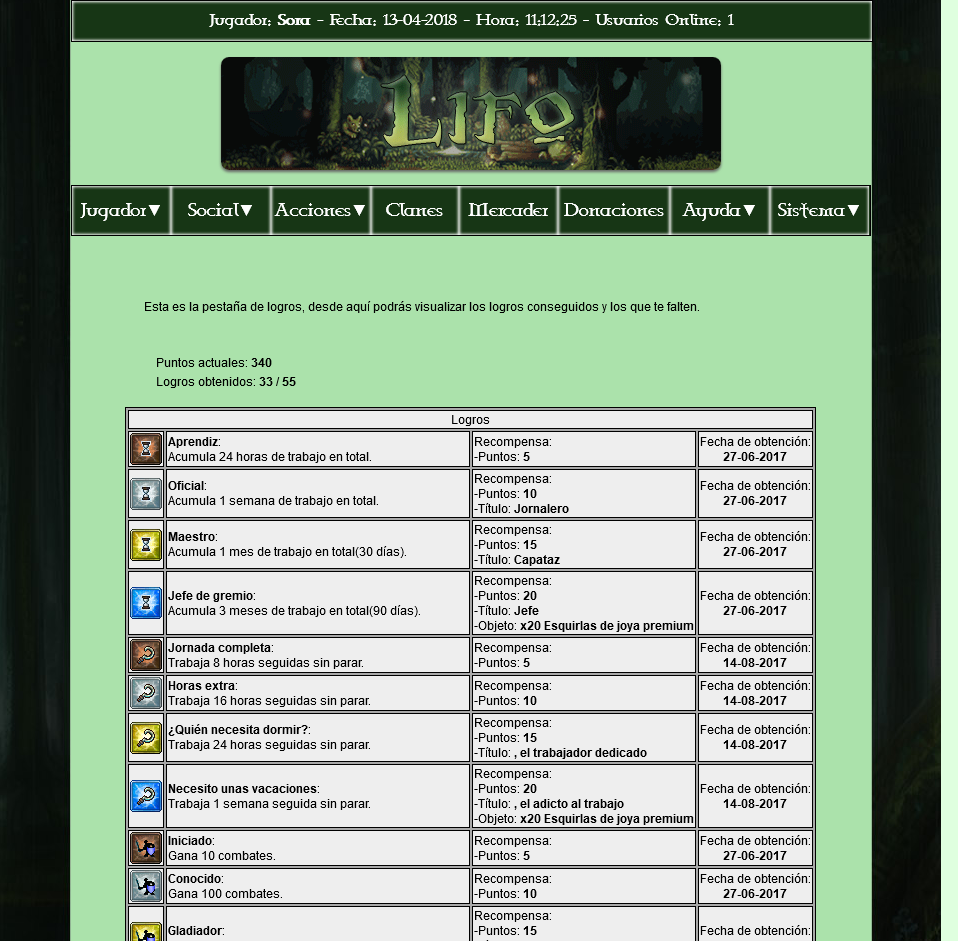 Jugador: Sora - Fecha: 13-04-2018 - Hora: 11:12:25 - Usuarios Online: 1
Lifo
Jugador▼ Social▼ Acciones▼ Clanes Mercader Donaciones Ayuda▼ Sistema▼
Esta es la pestaña de logros, desde aquí podrás visualizar los logros conseguidos y los que te falten.
Puntos actuales: 340
Logros obtenidos: 33 / 55
Logros
Aprendiz:
Acumula 24 horas de trabajo en total.
Recompensa:
-Puntos: 5
Fecha de obtención:
27-06-2017
Oficial:
Acumula 1 semana de trabajo en total.
Recompensa:
-Puntos: 10
-Título: Jornalero
Fecha de obtención:
27-06-2017
Maestro:
Acumula 1 mes de trabajo en total(30 días).
Recompensa:
-Puntos: 15
-Título: Capataz
Fecha de obtención:
27-06-2017
Jefe de gremio:
Acumula 3 meses de trabajo en total(90 días).
Recompensa:
-Puntos: 20
-Título: Jefe
-Objeto: x20 Esquirlas de joya premium
Fecha de obtención:
27-06-2017
Jornada completa:
Trabaja 8 horas seguidas sin parar.
Recompensa:
-Puntos: 5
Fecha de obtención:
14-08-2017
Horas extra:
Trabaja 16 horas seguidas sin parar.
Recompensa:
-Puntos: 10
Fecha de obtención:
14-08-2017
¿Quién necesita dormir?:
Trabaja 24 horas seguidas sin parar.
Recompensa:
-Puntos: 15
-Título: , el trabajador dedicado
Fecha de obtención:
14-08-2017
Necesito unas vacaciones:
Trabaja 1 semana seguida sin parar.
Recompensa:
-Puntos: 20
-Título: , el adicto al trabajo
-Objeto: x20 Esquirlas de joya premium
Fecha de obtención:
14-08-2017
Iniciado:
Gana 10 combates.
Recompensa:
-Puntos: 5
Fecha de obtención:
27-06-2017
Conocido:
Gana 100 combates.
Recompensa:
-Puntos: 10
Fecha de obtención:
27-06-2017
Gladiador:
Recompensa:
-Puntos: 15
Fecha de obtención: